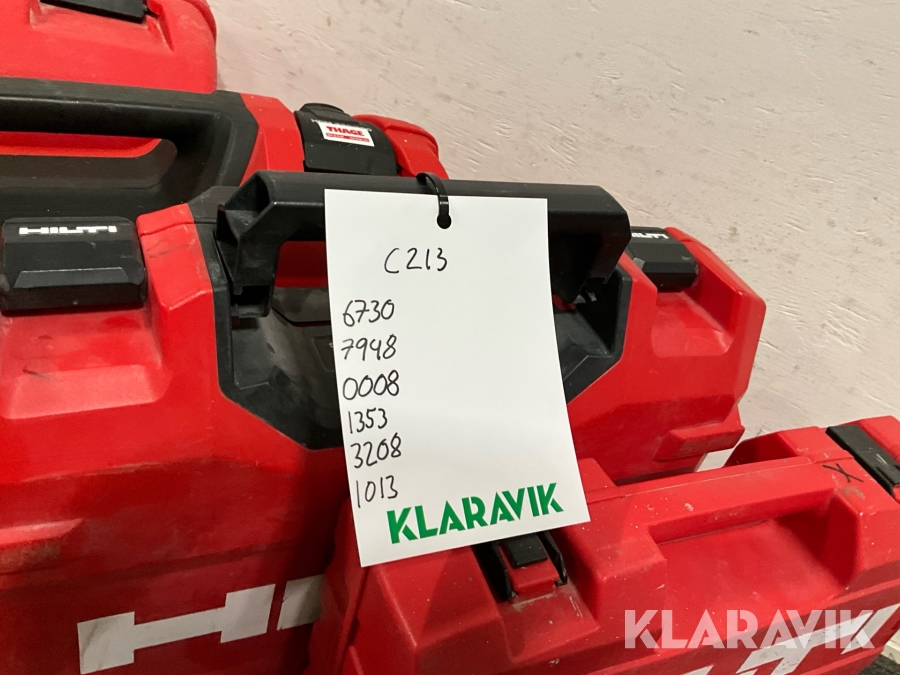 THAGE
HILTI
HILTI
C213
6730
7948
0008
1353
3208
1013
KLARAVIK
X
KLARAVIK